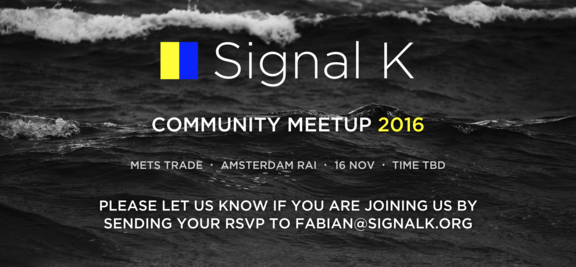 Signal K
COMMUNITY MEETUP 2016
METS TRADE · AMSTERDAM RAI · 16 NOV · TIME TBD
PLEASE LET US KNOW IF YOU ARE JOINING US BY
SENDING YOUR RSVP TO FABIAN@SIGNALK.ORG